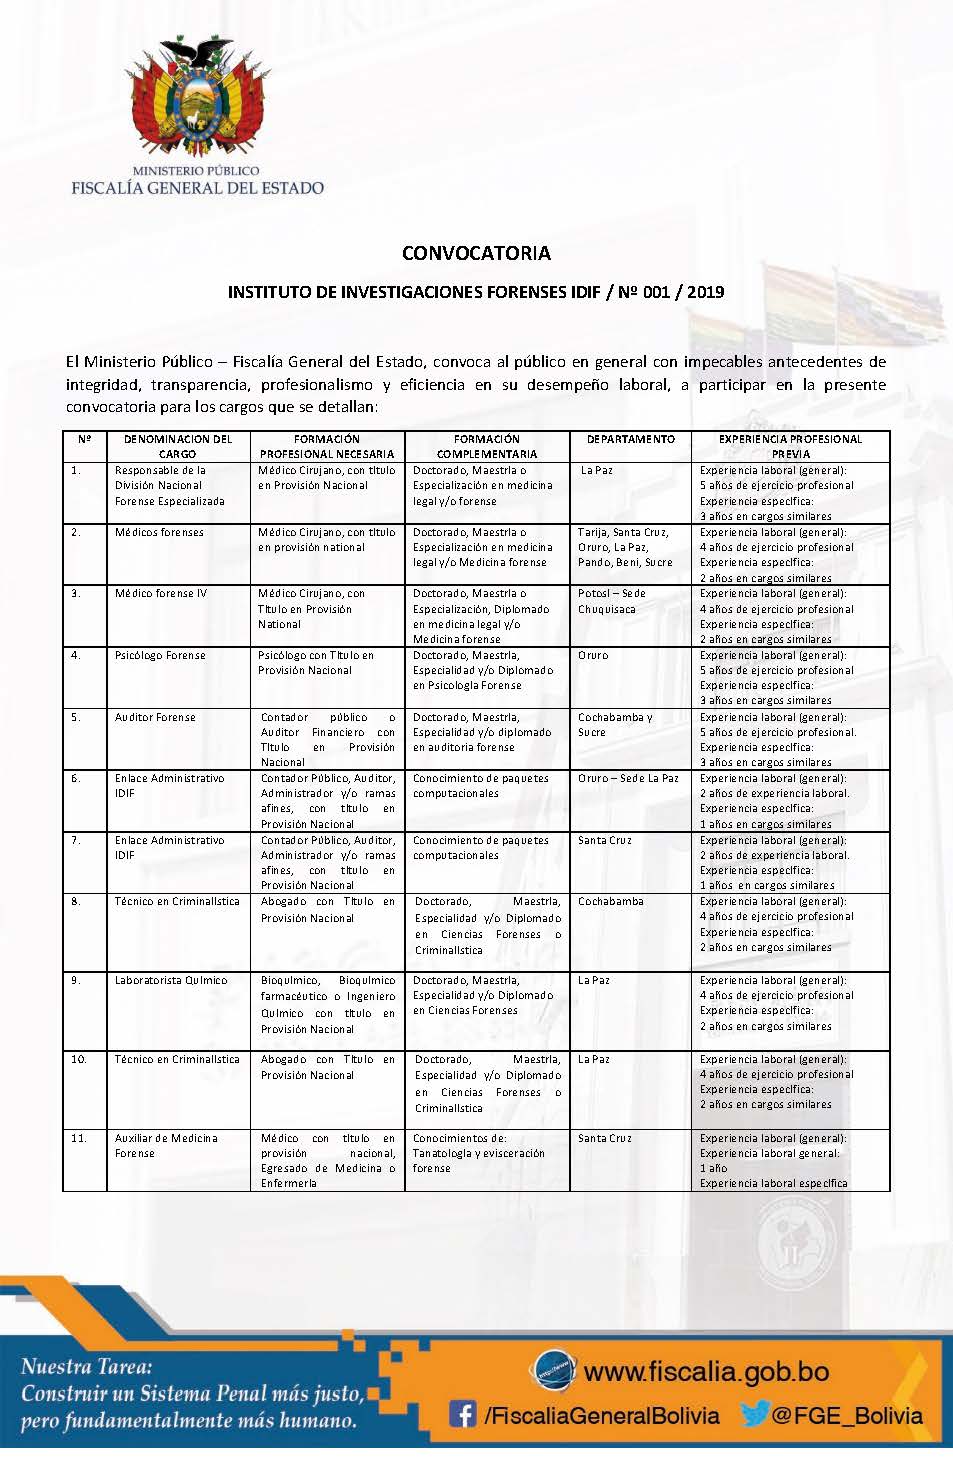 MINISTERIO PÚBLICO
FISCALÍA GENERAL DEL ESTADO
CONVOCATORIA
INSTITUTO DE INVESTIGACIONES FORENSES IDIF / Nº 001 / 2019
El Ministerio Público – Fiscalía General del Estado, convoca al público en general con impecables antecedentes de
integridad, transparencia, profesionalismo y eficiencia en su desempeño laboral, a participar en la presente
convocatoria para los cargos que se detallan:
Nº
DENOMINACION DEL
CARGO
FORMACIÓN
PROFESIONAL NECESARIA
FORMACIÓN
COMPLEMENTARIA
DEPARTAMENTO
EXPERIENCIA PROFESIONAL
PREVIA
1.
Responsable de la
División Nacional
Forense Especializada
Médico Cirujano, con título
en Provisión Nacional
Doctorado, Maestría o
Especialización en medicina
legal y/o forense
La Paz
Experiencia laboral (general):
5 años de ejercicio profesional
Experiencia específica:
3 años en cargos similares
2.
Médicos forenses
Médico Cirujano, con título
en provisión national
Doctorado, Maestría o
Especialización en medicina
legal y/o Medicina forense
Tarija, Santa Cruz,
Oruro, La Paz,
Pando, Beni, Sucre
Experiencia laboral (general):
4 años de ejercicio profesional
Experiencia específica:
2 años en cargos similares
3.
Médico forense IV
Médico Cirujano, con
Título en Provisión
National
Doctorado, Maestría o
Especialización, Diplomado
en medicina legal y/o
Medicina forense
Potosí – Sede
Chuquisaca
Experiencia laboral (general):
4 años de ejercicio profesional
Experiencia específica:
2 años en cargos similares
4.
Psicólogo Forense
Psicólogo con Título en
Provisión Nacional
Doctorado, Maestría,
Especialidad y/o Diplomado
en Psicología Forense
Oruro
Experiencia laboral (general):
5 años de ejercicio profesional
Experiencia específica:
3 años en cargos similares
5.
Auditor Forense
Contador público o
Auditor Financiero con
Título en Provisión
Nacional
Doctorado, Maestría,
Especialidad y/o diplomado
en auditoria forense
Cochabamba y
Sucre
Experiencia laboral (general):
5 años de ejercicio profesional.
Experiencia específica:
3 años en cargos similares
6.
Enlace Administrativo
IDIF
Contador Público, Auditor,
Administrador y/o ramas
afines, con título en
Provisión Nacional
Conocimiento de paquetes
computacionales
Oruro – Sede La Paz
Experiencia laboral (general):
2 años de experiencia laboral.
Experiencia específica:
1 años en cargos similares
7.
Enlace Administrativo
IDIF
Contador Público, Auditor,
Administrador y/o ramas
afines, con título en
Provisión Nacional
Conocimiento de paquetes
computacionales
Santa Cruz
Experiencia laboral (general):
2 años de experiencia laboral.
Experiencia específica:
1 años en cargos similares
8.
Técnico en Criminalística
Abogado con Título en
Provisión Nacional
Doctorado, Maestría,
Especialidad y/o Diplomado
en Ciencias Forenses o
Criminalística
Cochabamba
Experiencia laboral (general):
4 años de ejercicio profesional
Experiencia específica:
2 años en cargos similares
9.
Laboratorista Químico
Bioquímico, Bioquímico
farmacéutico o Ingeniero
Químico con título en
Provisión Nacional
Doctorado, Maestría,
Especialidad y/o Diplomado
en Ciencias Forenses
La Paz
Experiencia laboral (general):
4 años de ejercicio profesional
Experiencia específica:
2 años en cargos similares
10.
Técnico en Criminalística
Abogado con Título en
Provisión Nacional
Doctorado, Maestría,
Especialidad y/o Diplomado
en Ciencias Forenses o
Criminalística
La Paz
Experiencia laboral (general):
4 años de ejercicio profesional
Experiencia específica:
2 años en cargos similares
11.
Auxiliar de Medicina
Forense
Médico con título en
provisión nacional,
Egresado de Medicina o
Enfermería
Conocimientos de:
Tanatología y evisceración
forense
Santa Cruz
Experiencia laboral (general):
Experiencia laboral general:
1 año
Experiencia laboral específica
Nuestra Tarea:
Construir un Sistema Penal más justo,
pero fundamentalmente más humano.
http://www
www.fiscalia.gob.bo
/FiscaliaGeneralBolivia
@FGE_Bolivia